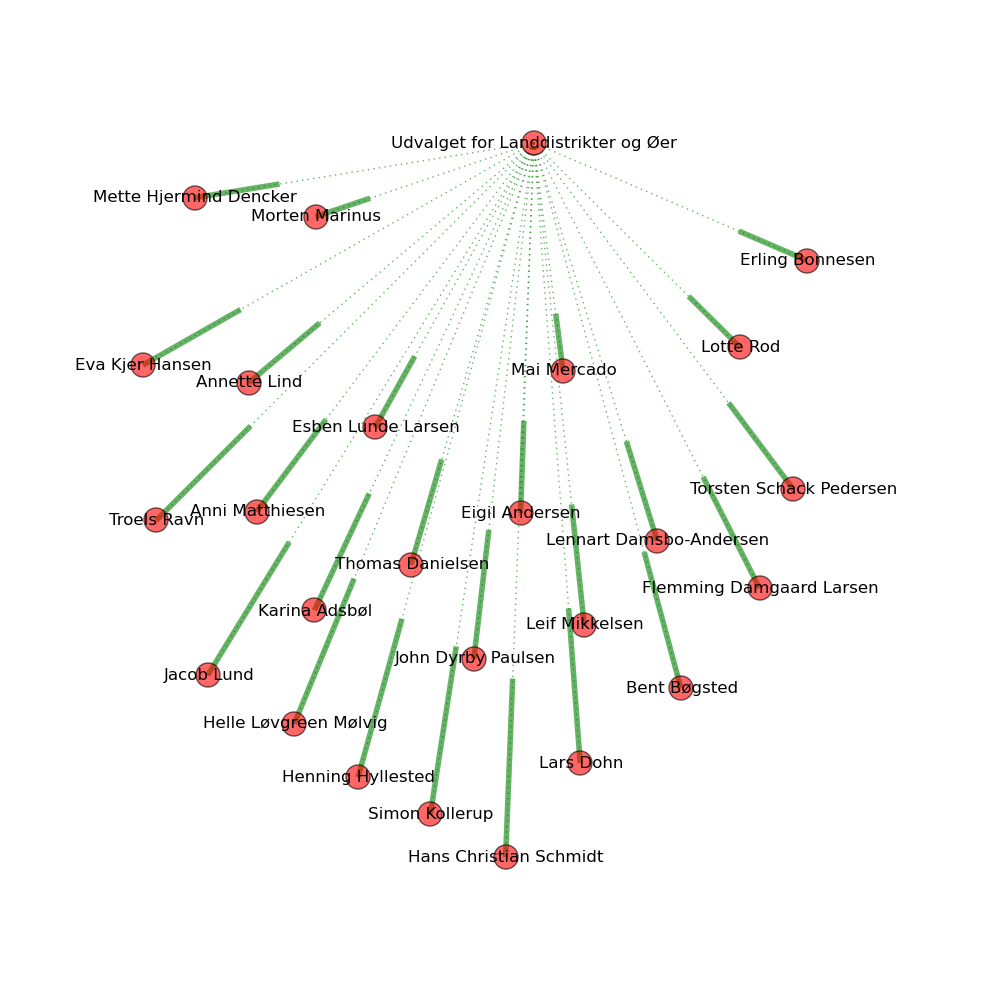 Udvalget for Landdistrikter og Øer
Mette Hjermind Dencker
Morten Marinus
Erling Bonnesen
Lotte Rod
Eva Kjer Hansen
Mai Mercado
Annette Lind
Esben Lunde Larsen
Torsten Schack Pedersen
Anni Matthiesen
Eigil Andersen
Troels Ravn
Lennart Damsbo-Andersen
Thomas Danielsen
Flemming Damgaard Larsen
Karina Adsbøl
Leif Mikkelsen
John Dyrby Paulsen
Jacob Lund
Bent Bøgsted
Helle Løvgreen Mølvig
Lars Dohn
Henning Hyllested
Simon Kollerup
Hans Christian Schmidt